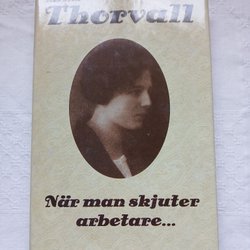 Thorvall
När man skjuter
arbetare...